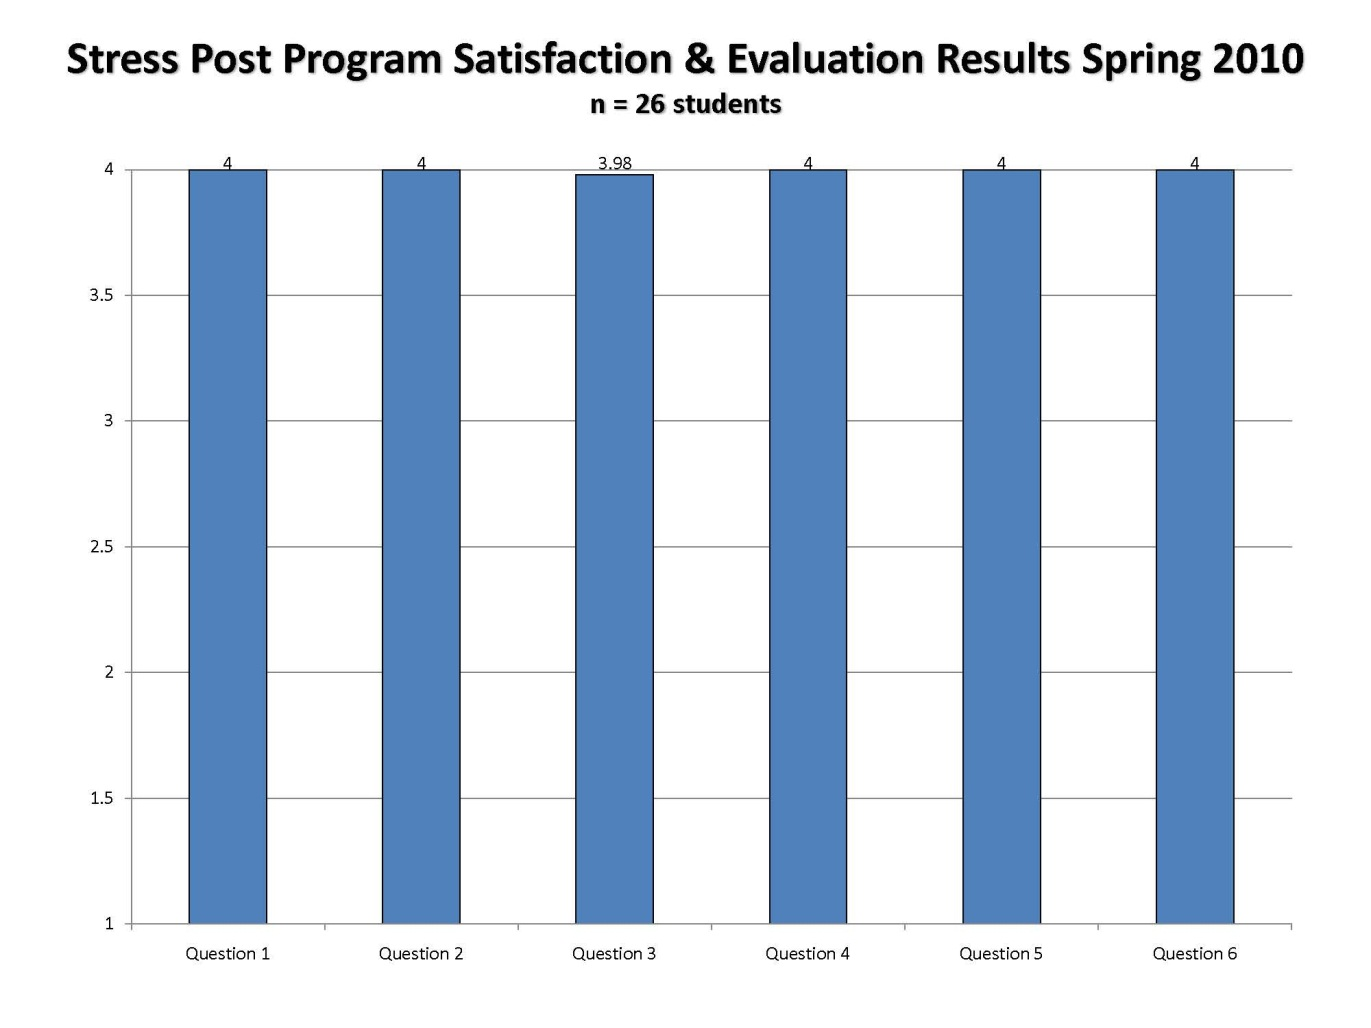 Stress Post Program Satisfaction & Evaluation Results Spring 2010
n = 26 students
4 4 3.98 4 4 4
4
3.5
3
2.5
2
1.5
1
Question 1 Question 2 Question 3 Question 4 Question 5 Question 6